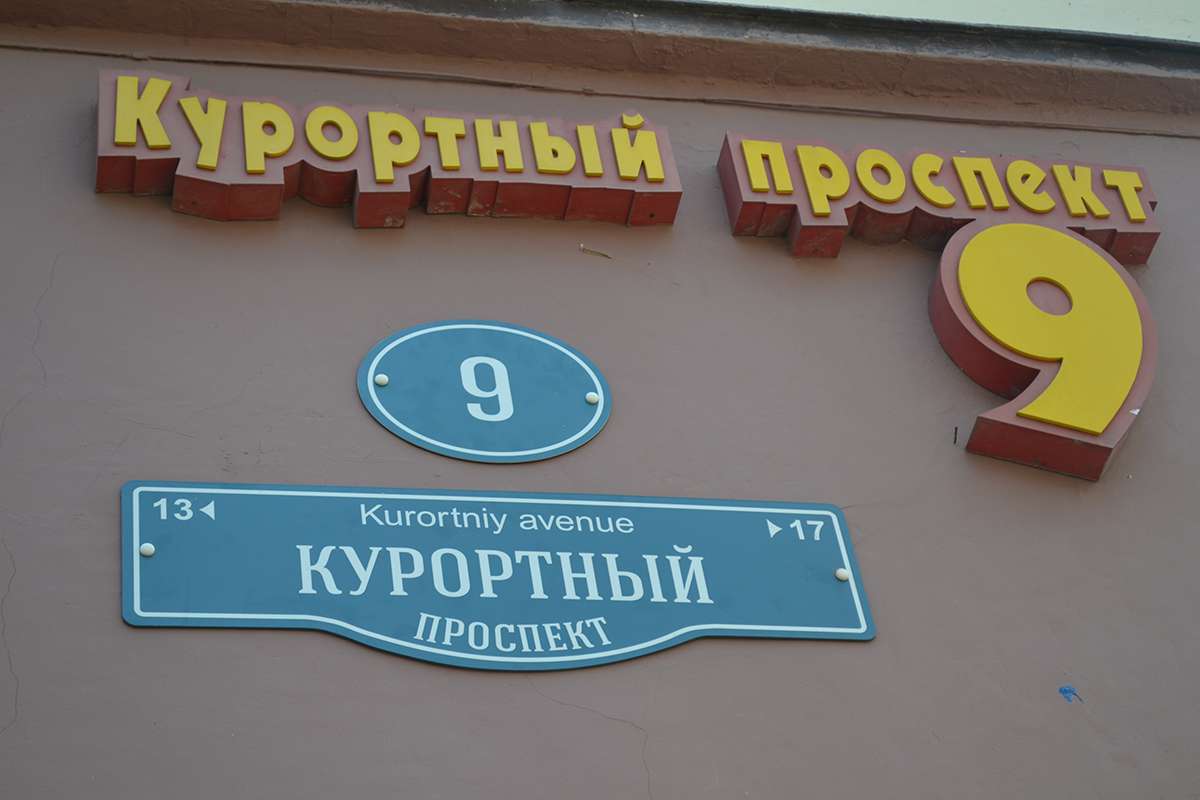 Курортный проспект
9
9
13 Kurortniy avenue 17
КУРОРТНЫЙ
ПРОСПЕКТ